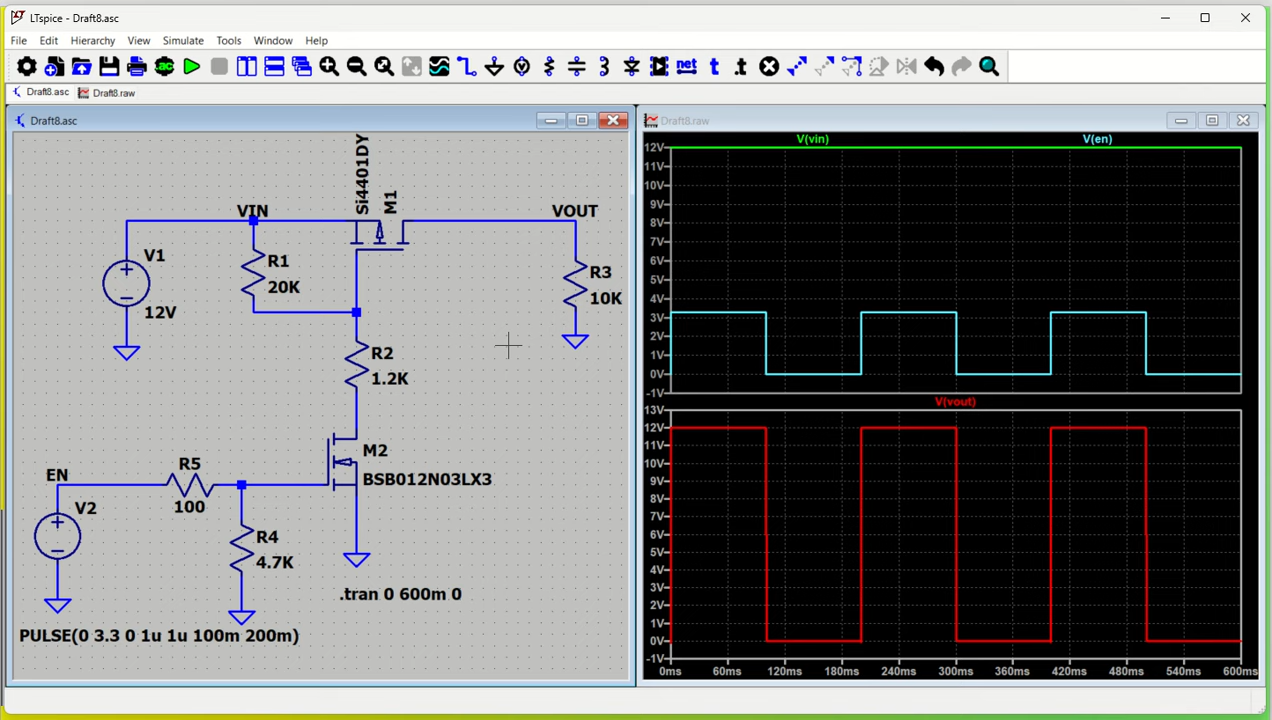 LTspice - Draft8.asc
File Edit Hierarchy View Simulate Tools Window Help
.ac net t .t
Draft8.asc Draft8.raw
Draft8.asc
Si4401DY
M1
VIN
VOUT
V1
12V
R1
20K
R3
10K
R2
1.2K
M2
BSB012N03LX3
EN
R5
100
V2
R4
4.7K
.tran 0 600m 0
PULSE(0 3.3 0 1u 1u 100m 200m)
Draft8.raw
V(vin) V(en)
12V
11V
10V
9V
8V
7V
6V
5V
4V
3V
2V
1V
0V
-1V
V(vout)
13V
12V
11V
10V
9V
8V
7V
6V
5V
4V
3V
2V
1V
0V
-1V
0ms 60ms 120ms 180ms 240ms 300ms 360ms 420ms 480ms 540ms 600ms